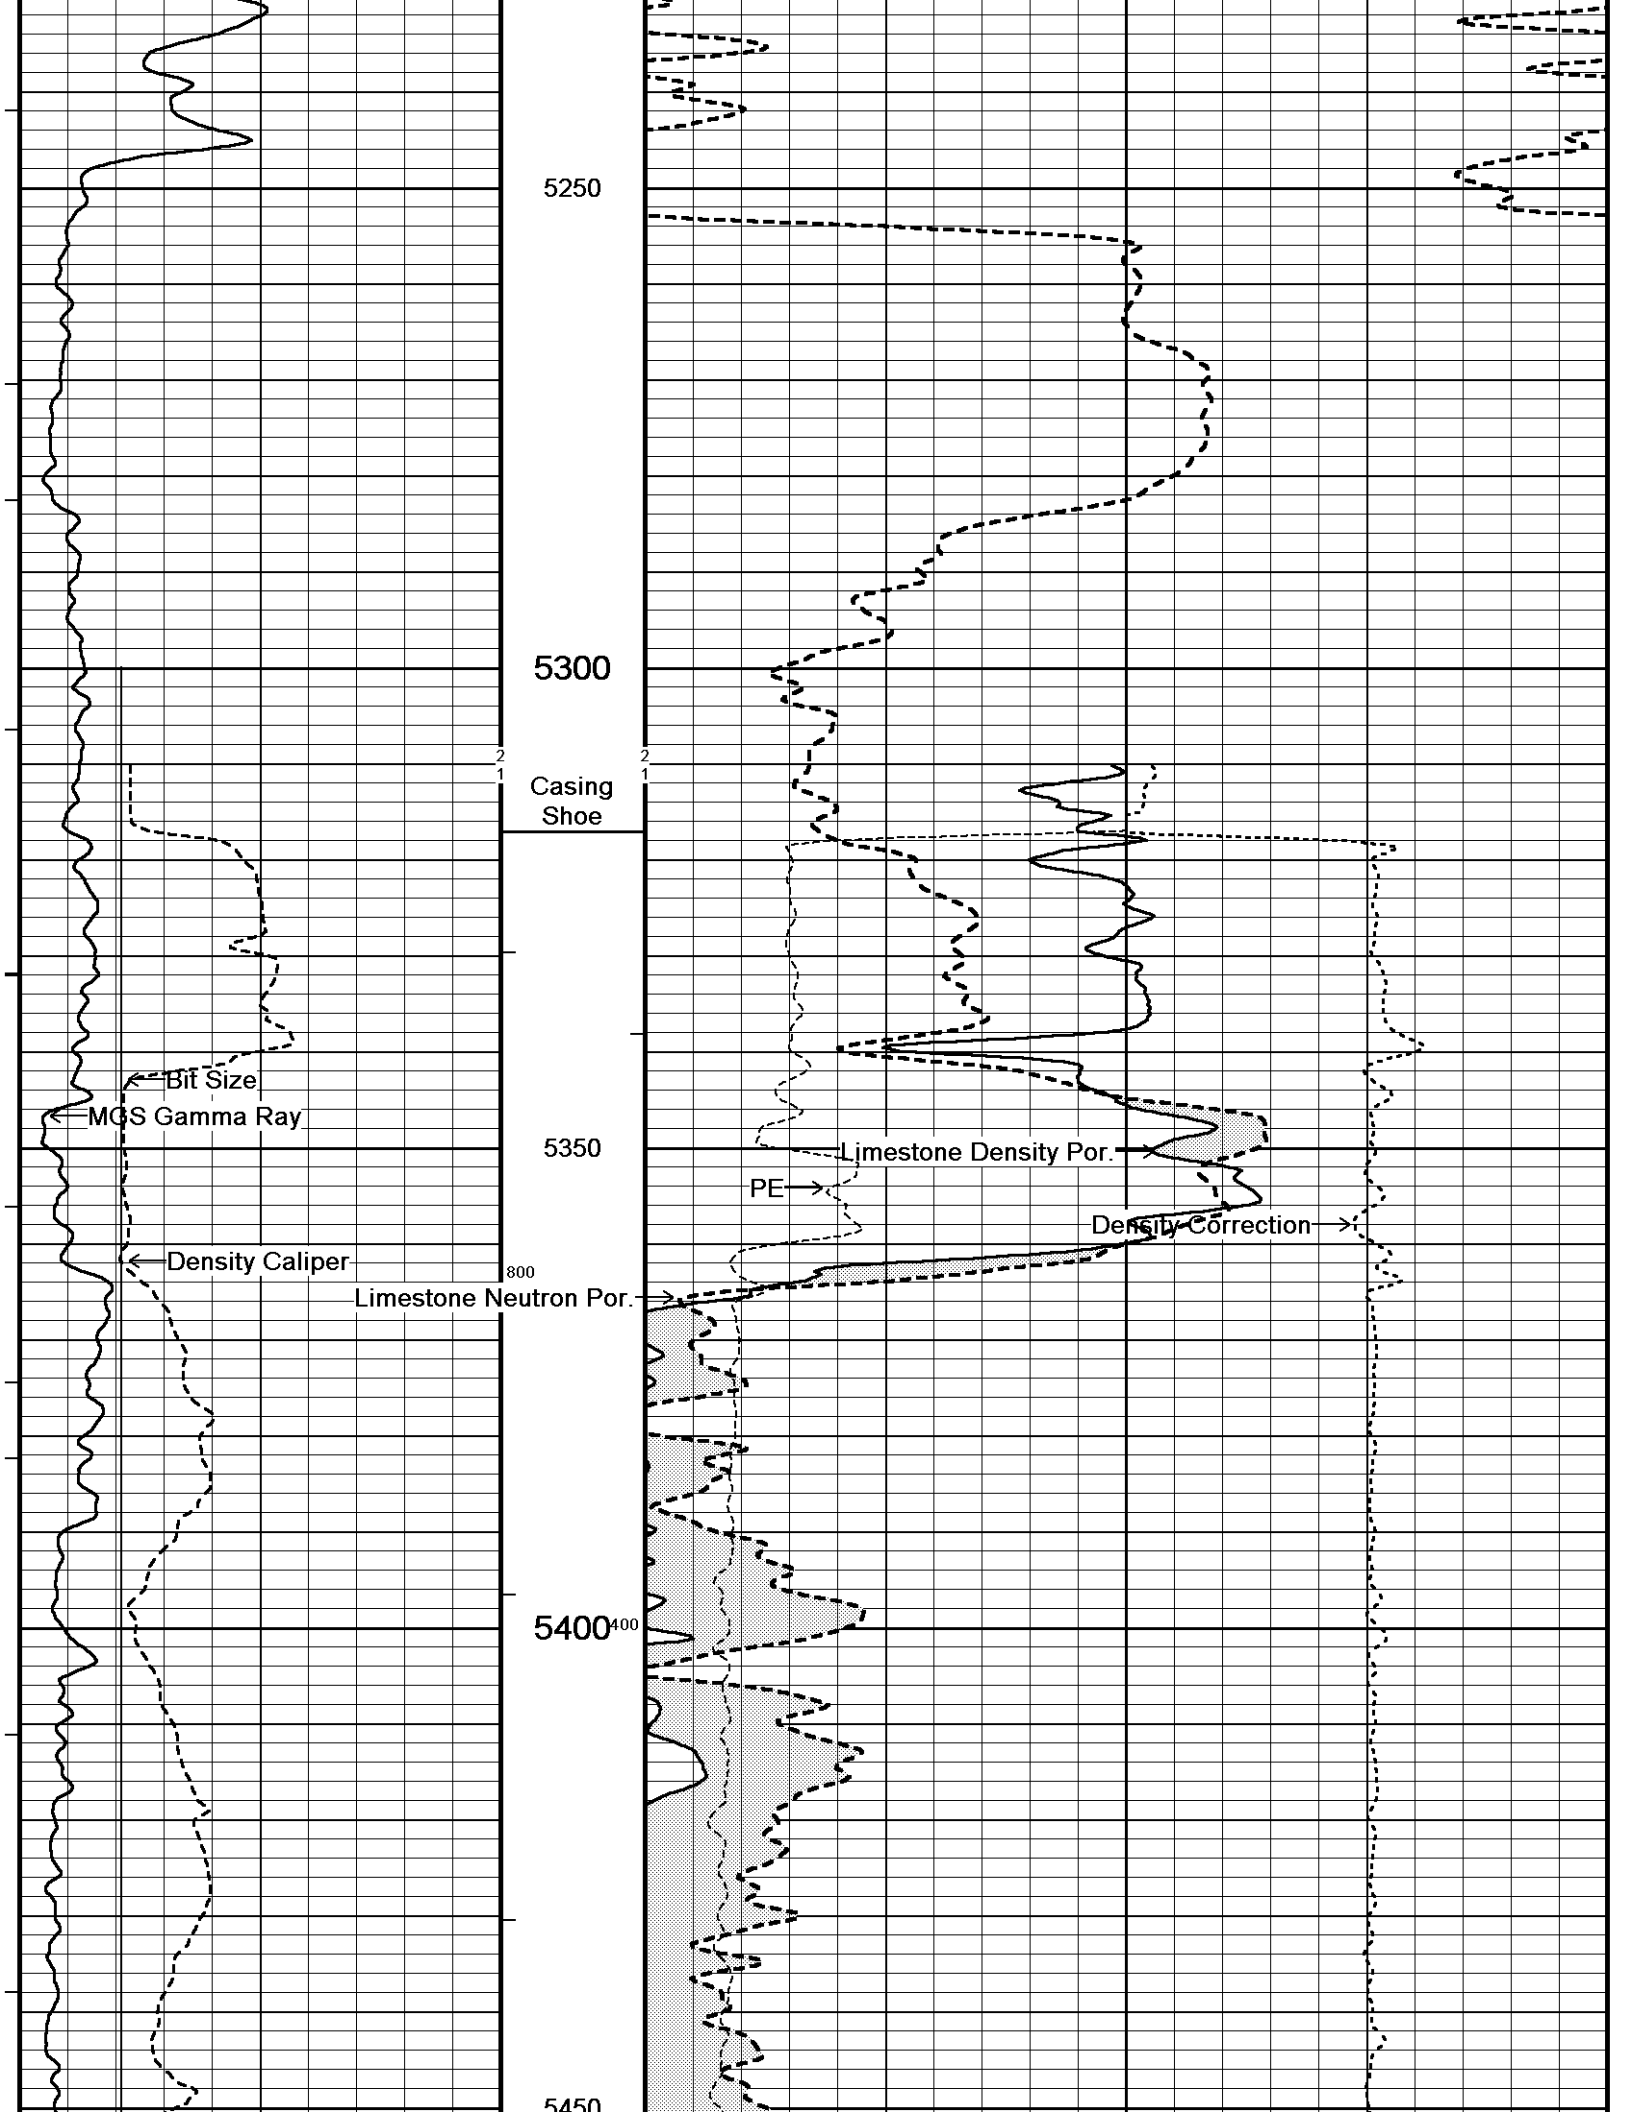 5250
5300
2 2
1 1
Casing
Shoe
Bit Size
MGS Gamma Ray
5350
Limestone Density Por.
PE
Density Correction
Density Caliper
800
Limestone Neutron Por.
5400 400
5450